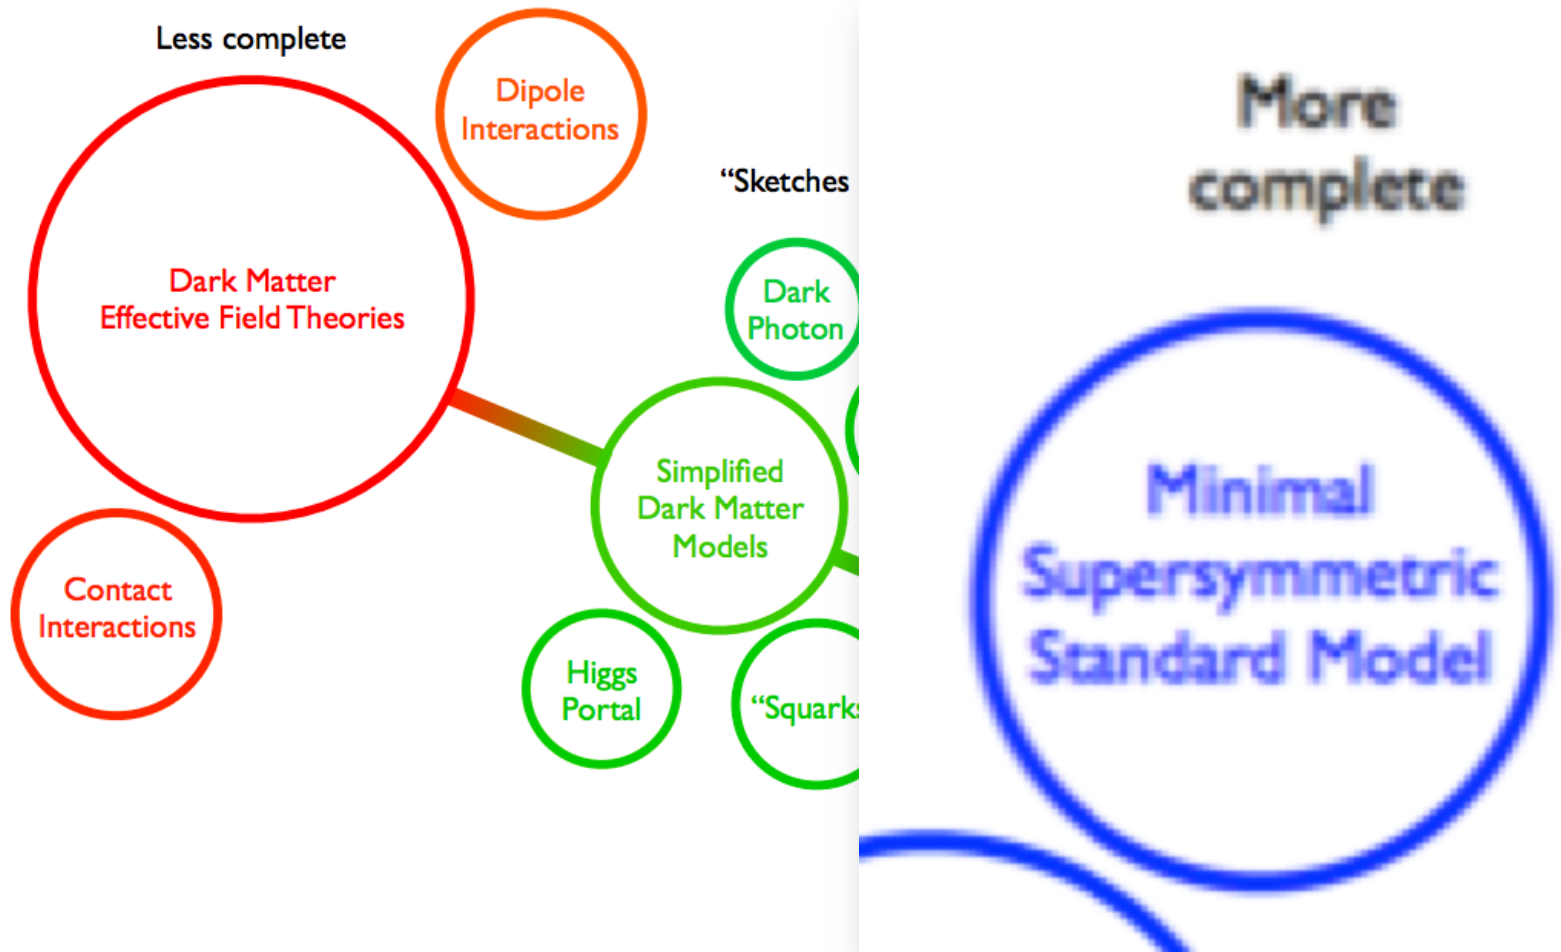 Less complete
Dipole
Interactions
“Sketches
Dark Matter
Effective Field Theories
Dark
Photon
Simplified
Dark Matter
Models
Contact
Interactions
Higgs
Portal
“Squarks
More
complete
Minimal
Supersymmetric
Standard Model